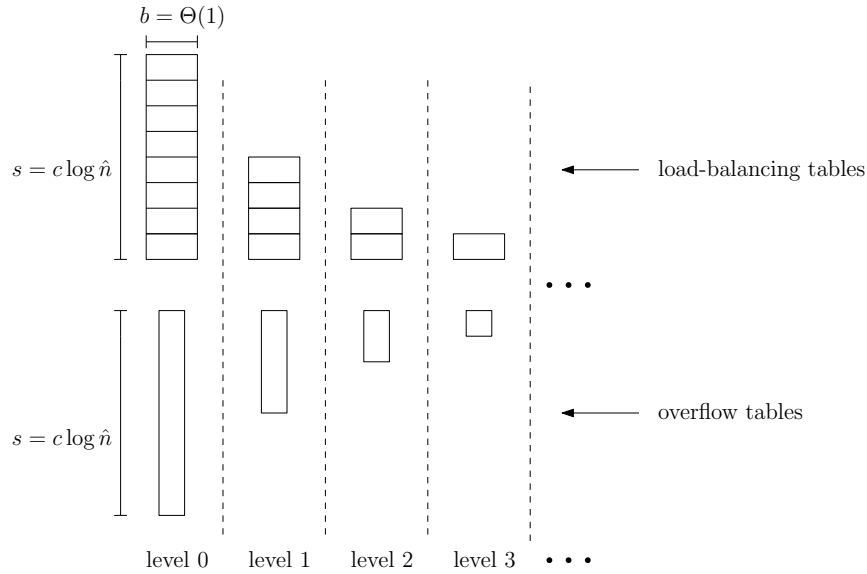 b = Θ(1)
s = c log n̂
load-balancing tables
• • •
s = c log n̂
overflow tables
level 0 level 1 level 2 level 3 • • •